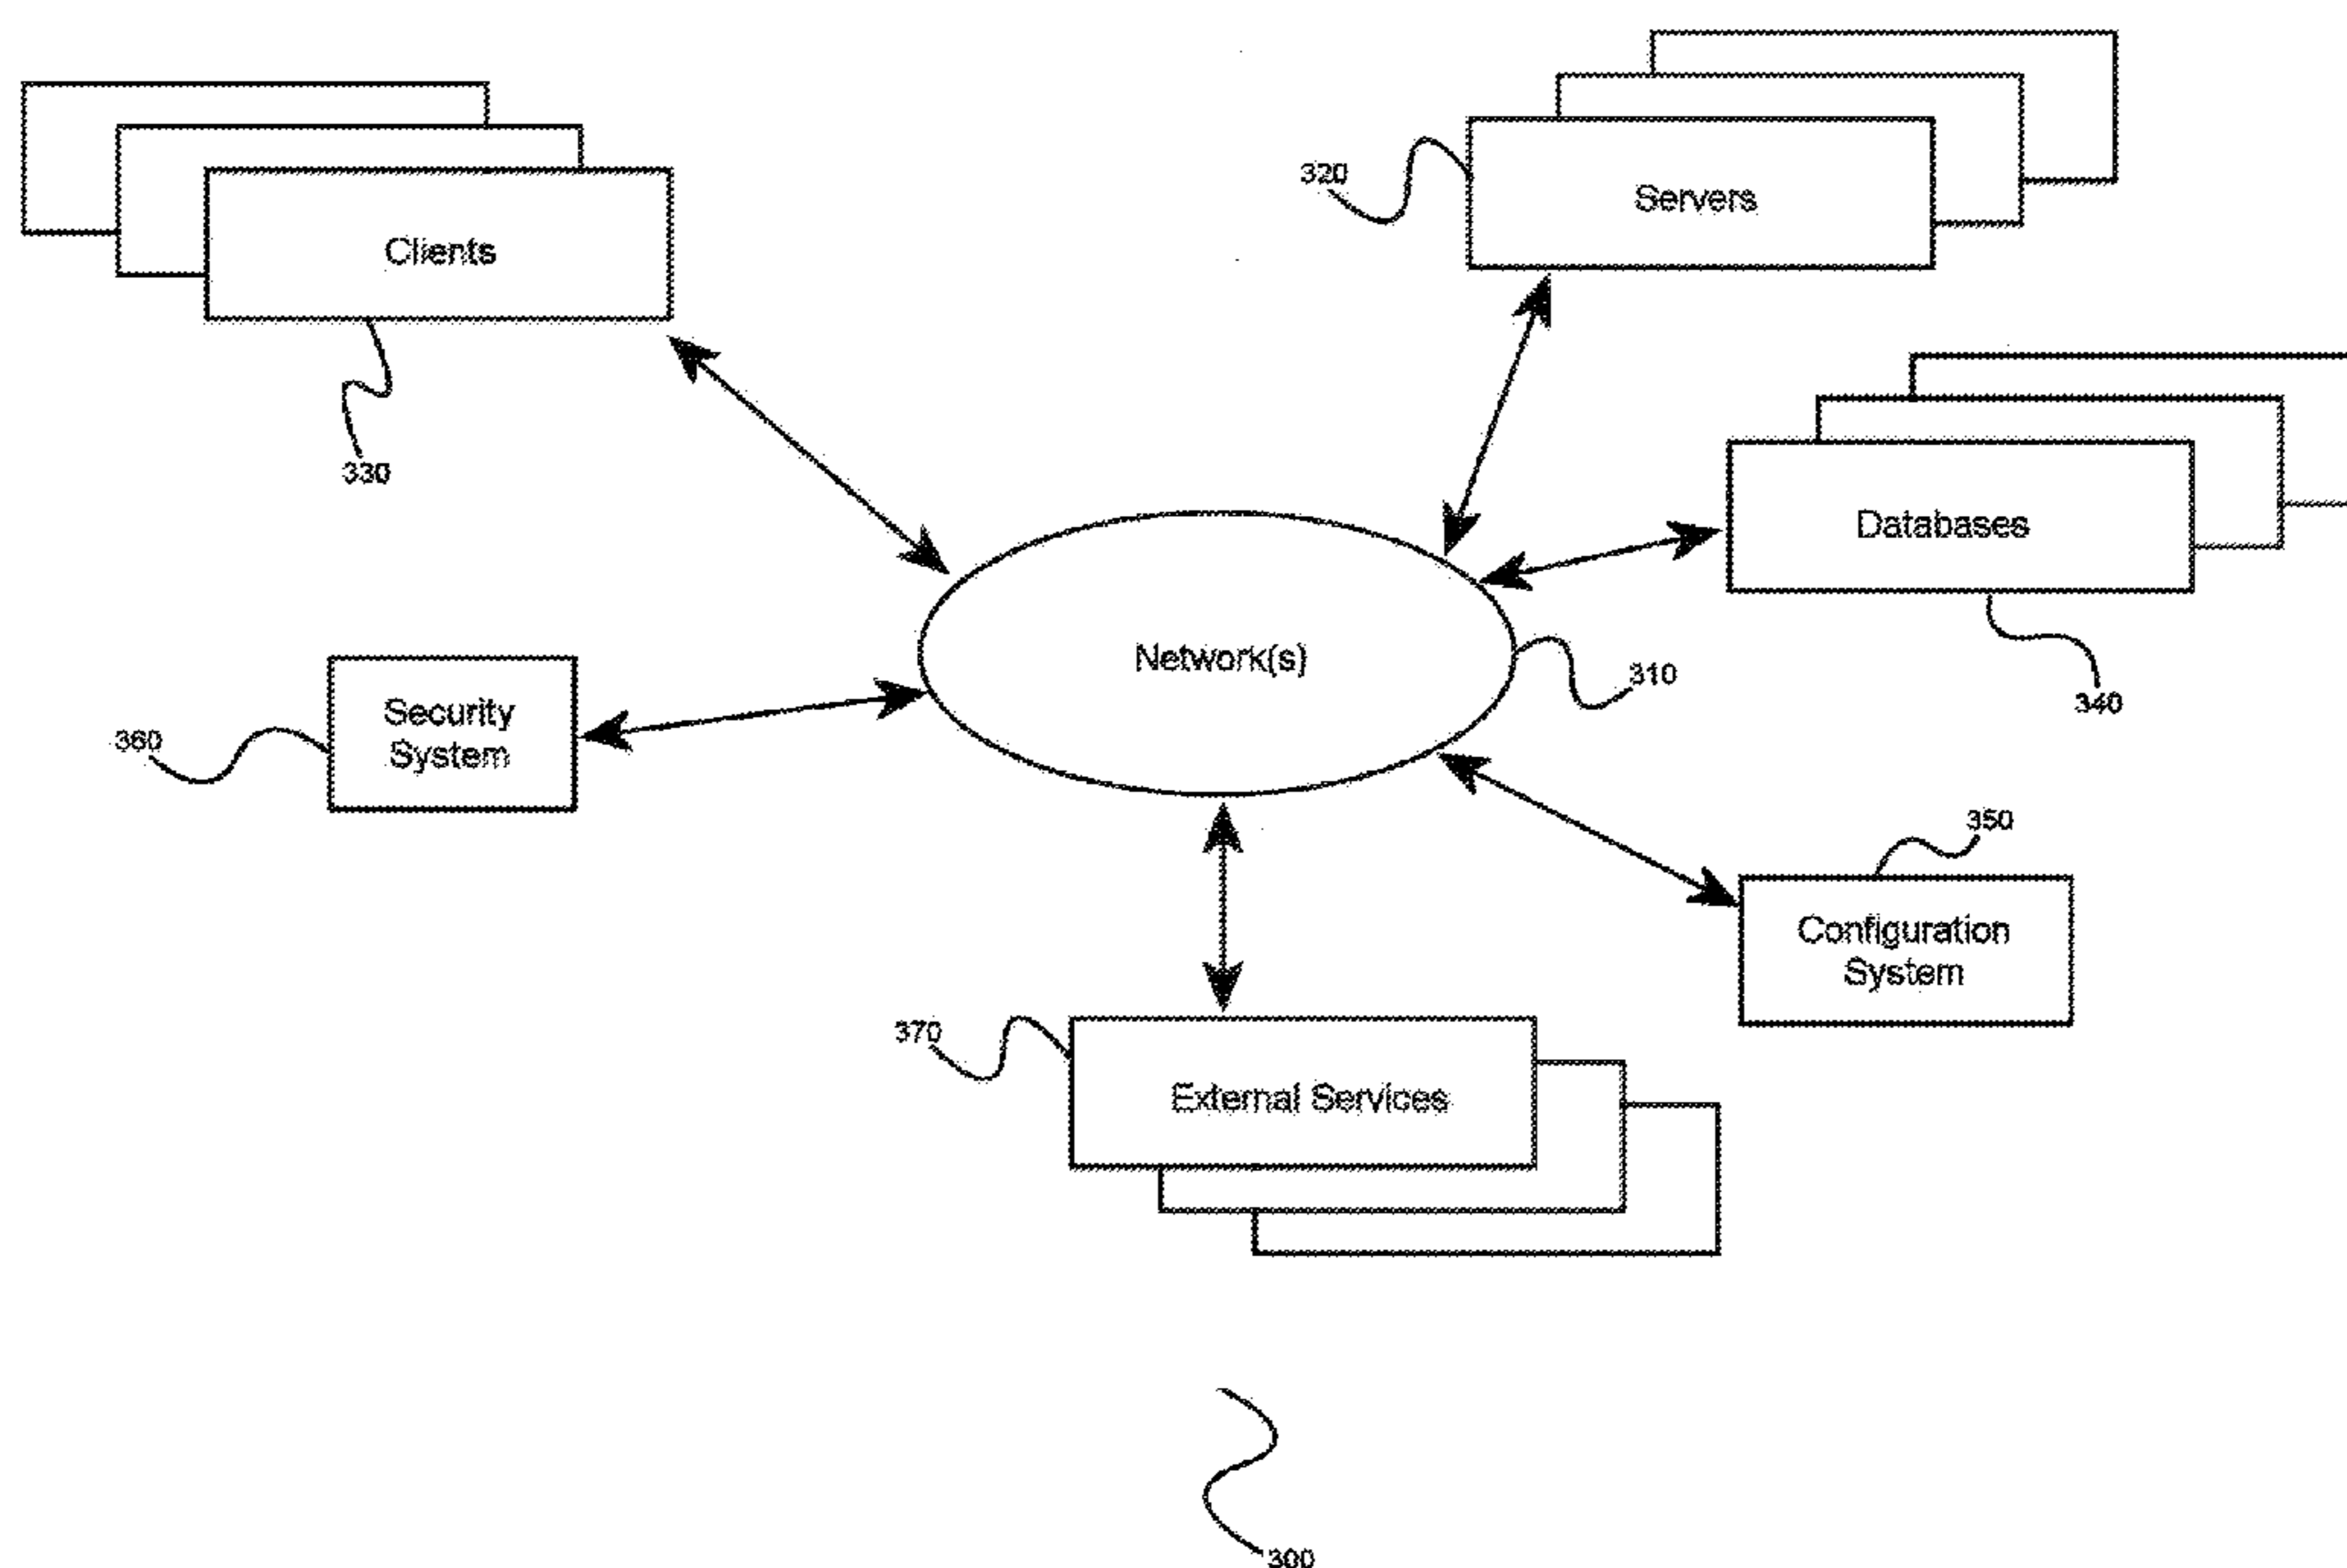 Servers
320
Clients
330
Databases
340
Network(s)
310
Security
System
360
350
Configuration
System
370
External Services
300